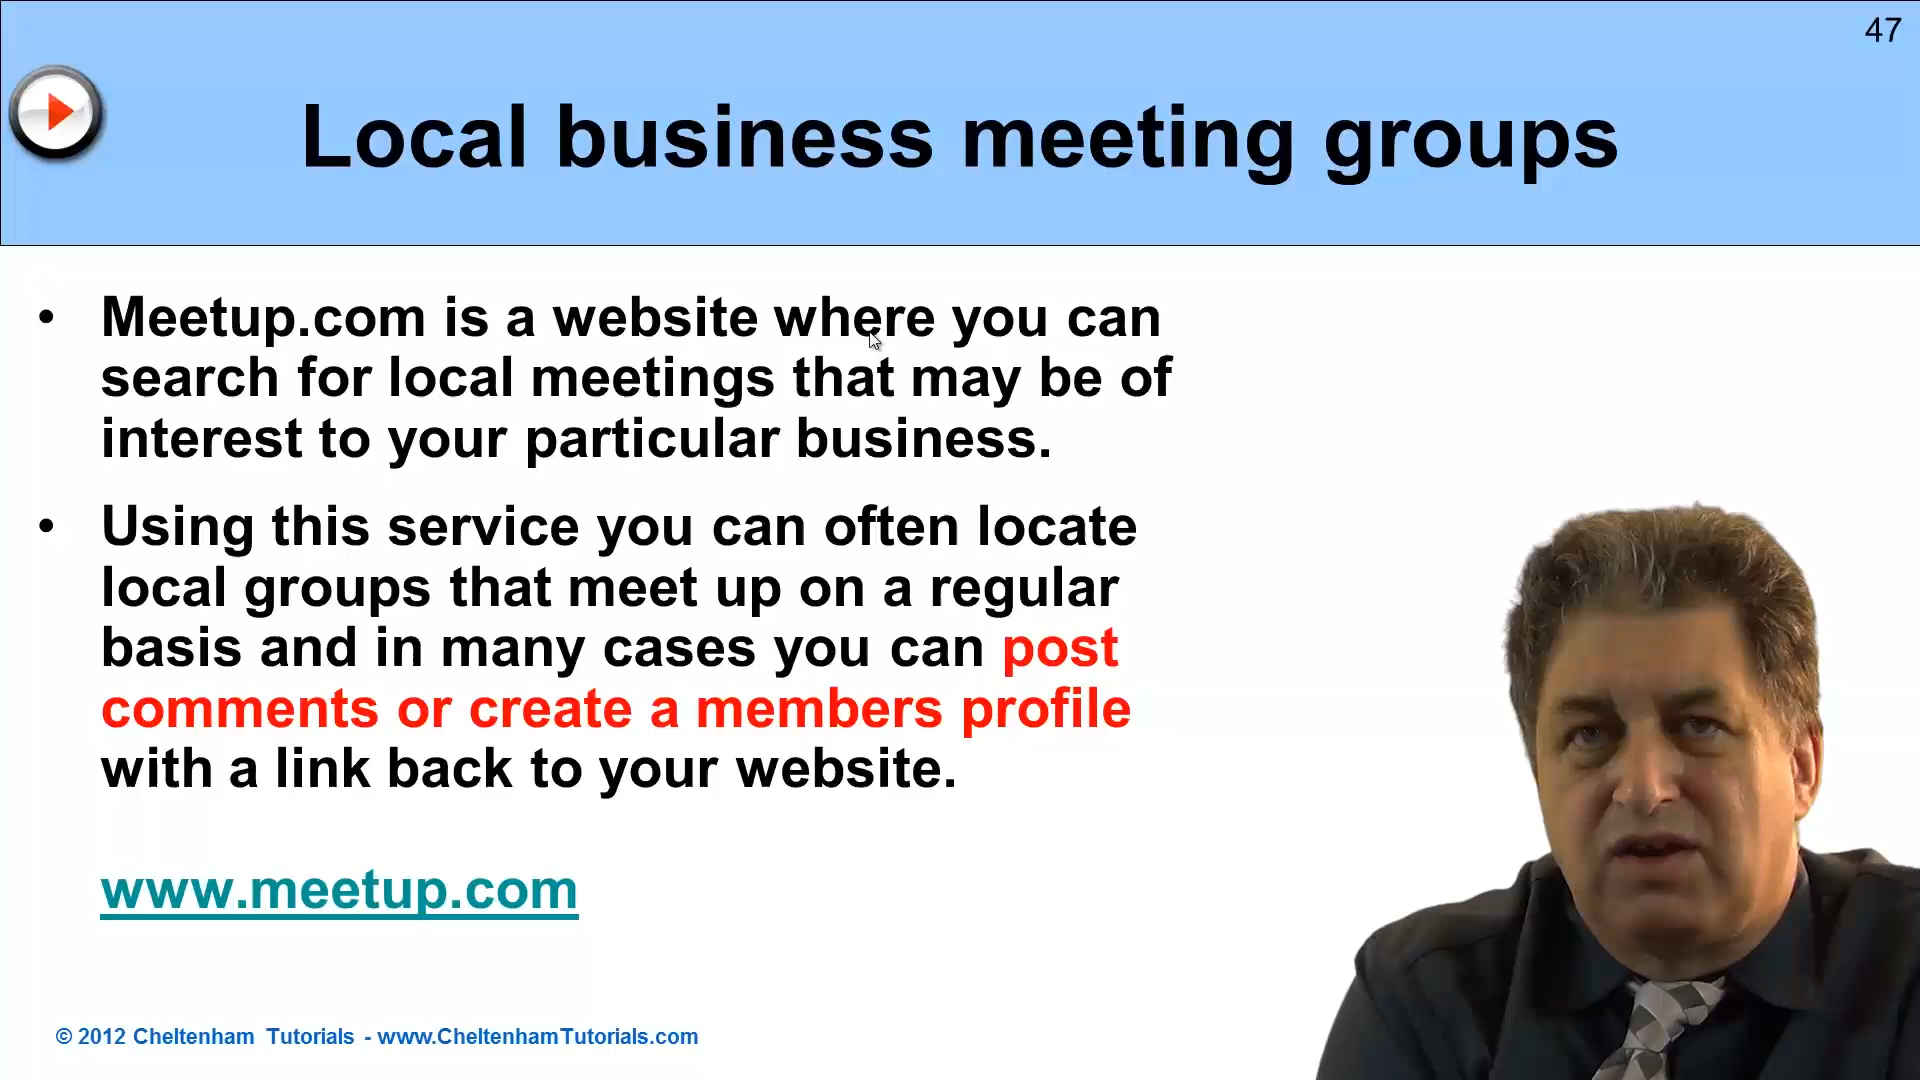 47
Local business meeting groups
• Meetup.com is a website where you can
search for local meetings that may be of
interest to your particular business.
• Using this service you can often locate
local groups that meet up on a regular
basis and in many cases you can post
comments or create a members profile
with a link back to your website.
www.meetup.com
© 2012 Cheltenham Tutorials - www.CheltenhamTutorials.com